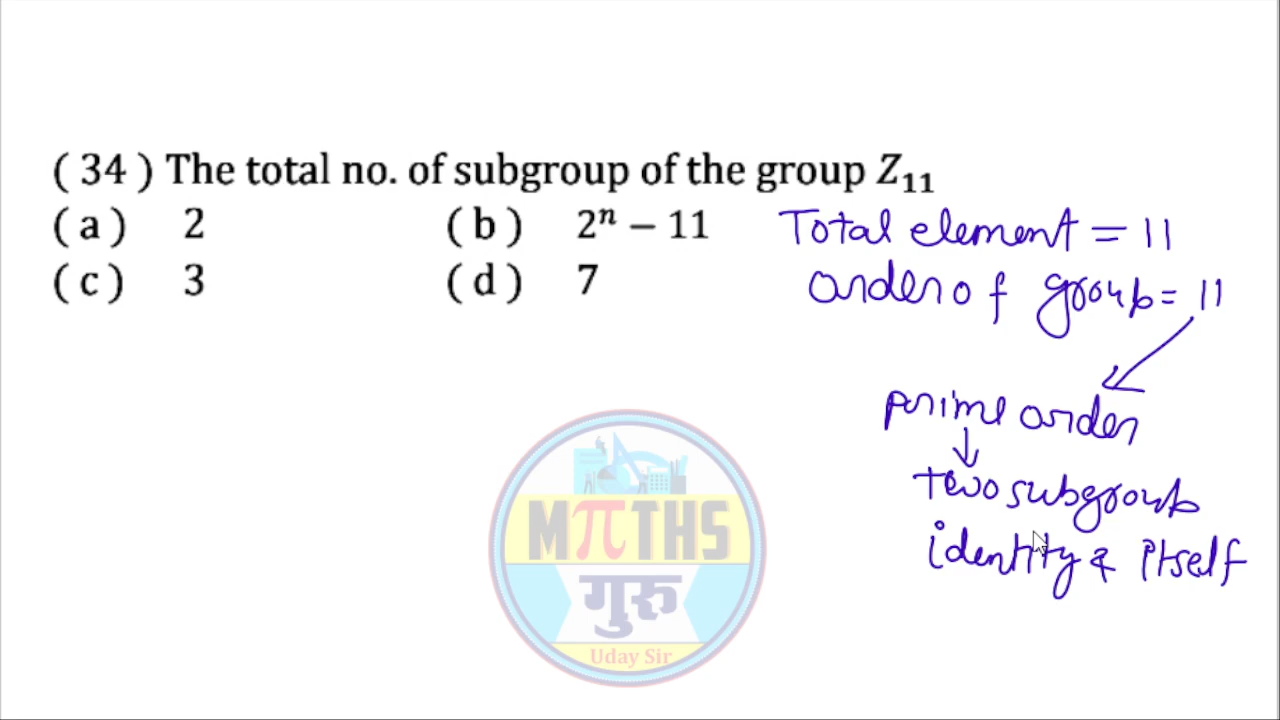 ( 34 ) The total no. of subgroup of the group Z₁₁
( a ) 2 ( b ) 2ⁿ − 11
( c ) 3 ( d ) 7
Total element = 11
order of group = 11
prime order
two subgroup
identity & itself
MπTHS
गुरु
Uday Sir